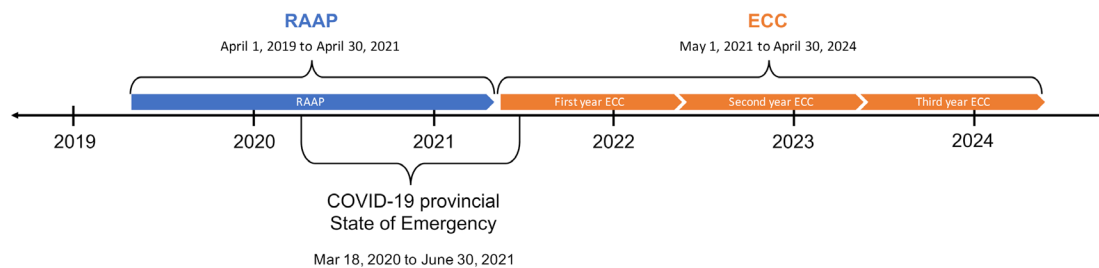 RAAP
April 1, 2019 to April 30, 2021
ECC
May 1, 2021 to April 30, 2024
RAAP
First year ECC
Second year ECC
Third year ECC
2019
2020
2021
2022
2023
2024
COVID-19 provincial
State of Emergency
Mar 18, 2020 to June 30, 2021